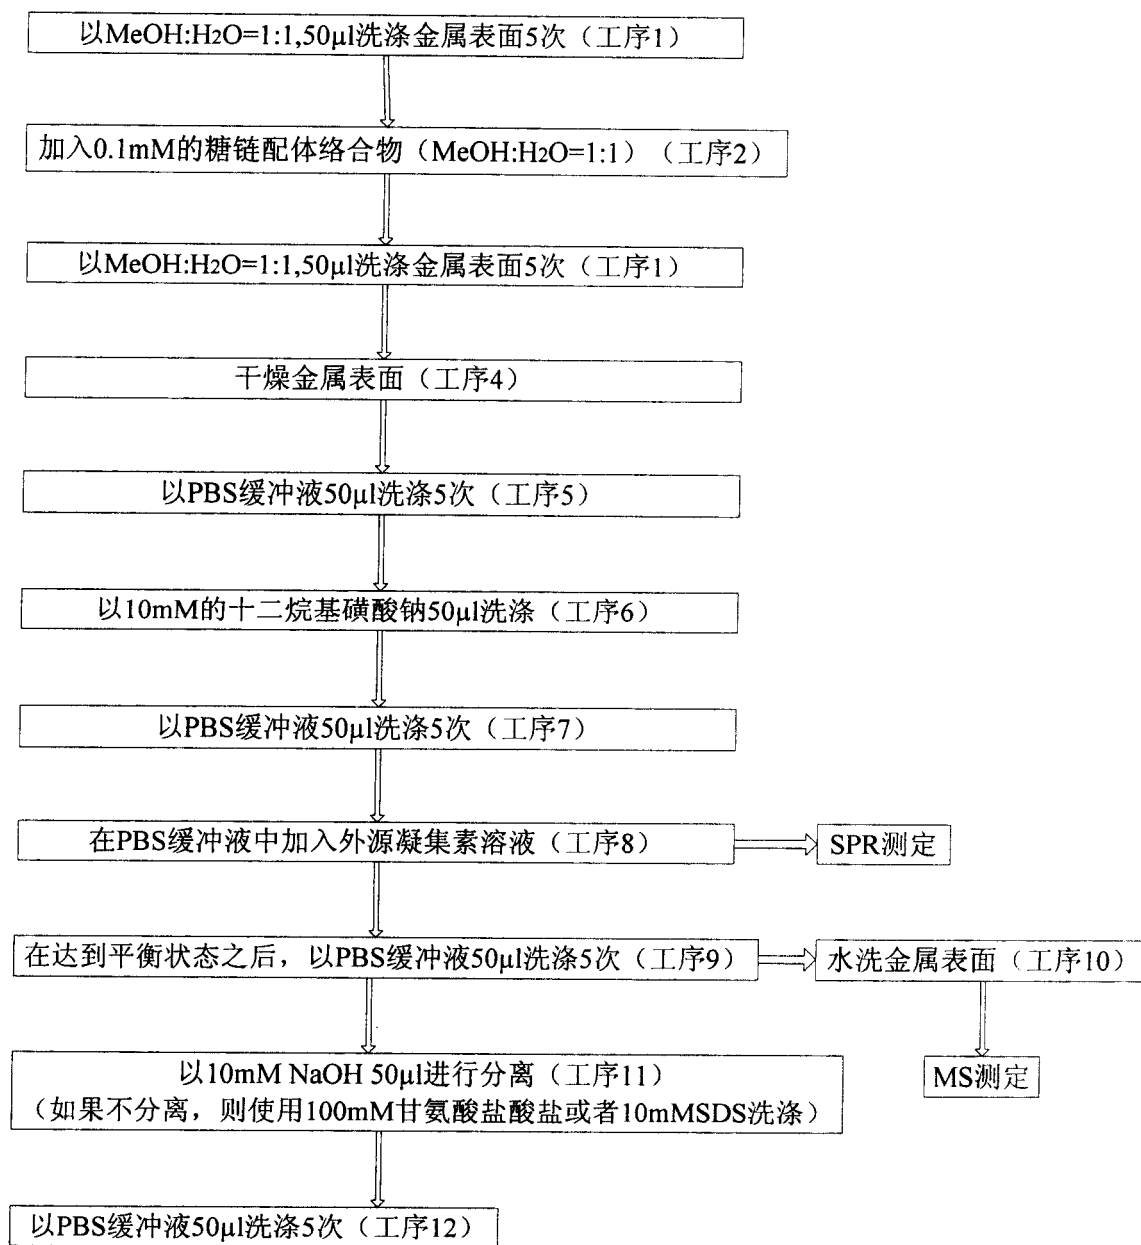 以MeOH:H2O=1:1,50μl洗涤金属表面5次（工序1）
加入0.1mM的糖链配体络合物（MeOH:H2O=1:1）（工序2）
以MeOH:H2O=1:1,50μl洗涤金属表面5次（工序1）
干燥金属表面（工序4）
以PBS缓冲液50μl洗涤5次（工序5）
以10mM的十二烷基磺酸钠50μl洗涤（工序6）
以PBS缓冲液50μl洗涤5次（工序7）
在PBS缓冲液中加入外源凝集素溶液（工序8）
SPR测定
在达到平衡状态之后，以PBS缓冲液50μl洗涤5次（工序9）
水洗金属表面（工序10）
以10mM NaOH 50μl进行分离（工序11）
（如果不分离，则使用100mM甘氨酸盐酸盐或者10mMSDS洗涤）
MS测定
以PBS缓冲液50μl洗涤5次（工序12）